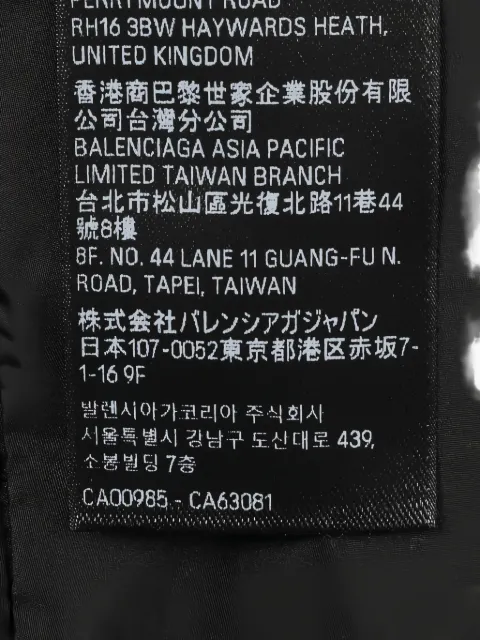 PERRYMOUNT ROAD
RH16 3BW HAYWARDS HEATH,
UNITED KINGDOM
香港商巴黎世家企業股份有限
公司台灣分公司
BALENCIAGA ASIA PACIFIC
LIMITED TAIWAN BRANCH
台北市松山區光復北路11巷44
號8樓
8F. NO. 44 LANE 11 GUANG-FU N.
ROAD, TAPEI, TAIWAN
株式会社バレンシアガジャパン
日本107-0052東京都港区赤坂7-
1-16 9F
발렌시아가코리아 주식회사
서울특별시 강남구 도산대로 439,
소봉빌딩 7층
CA00985 - CA63081